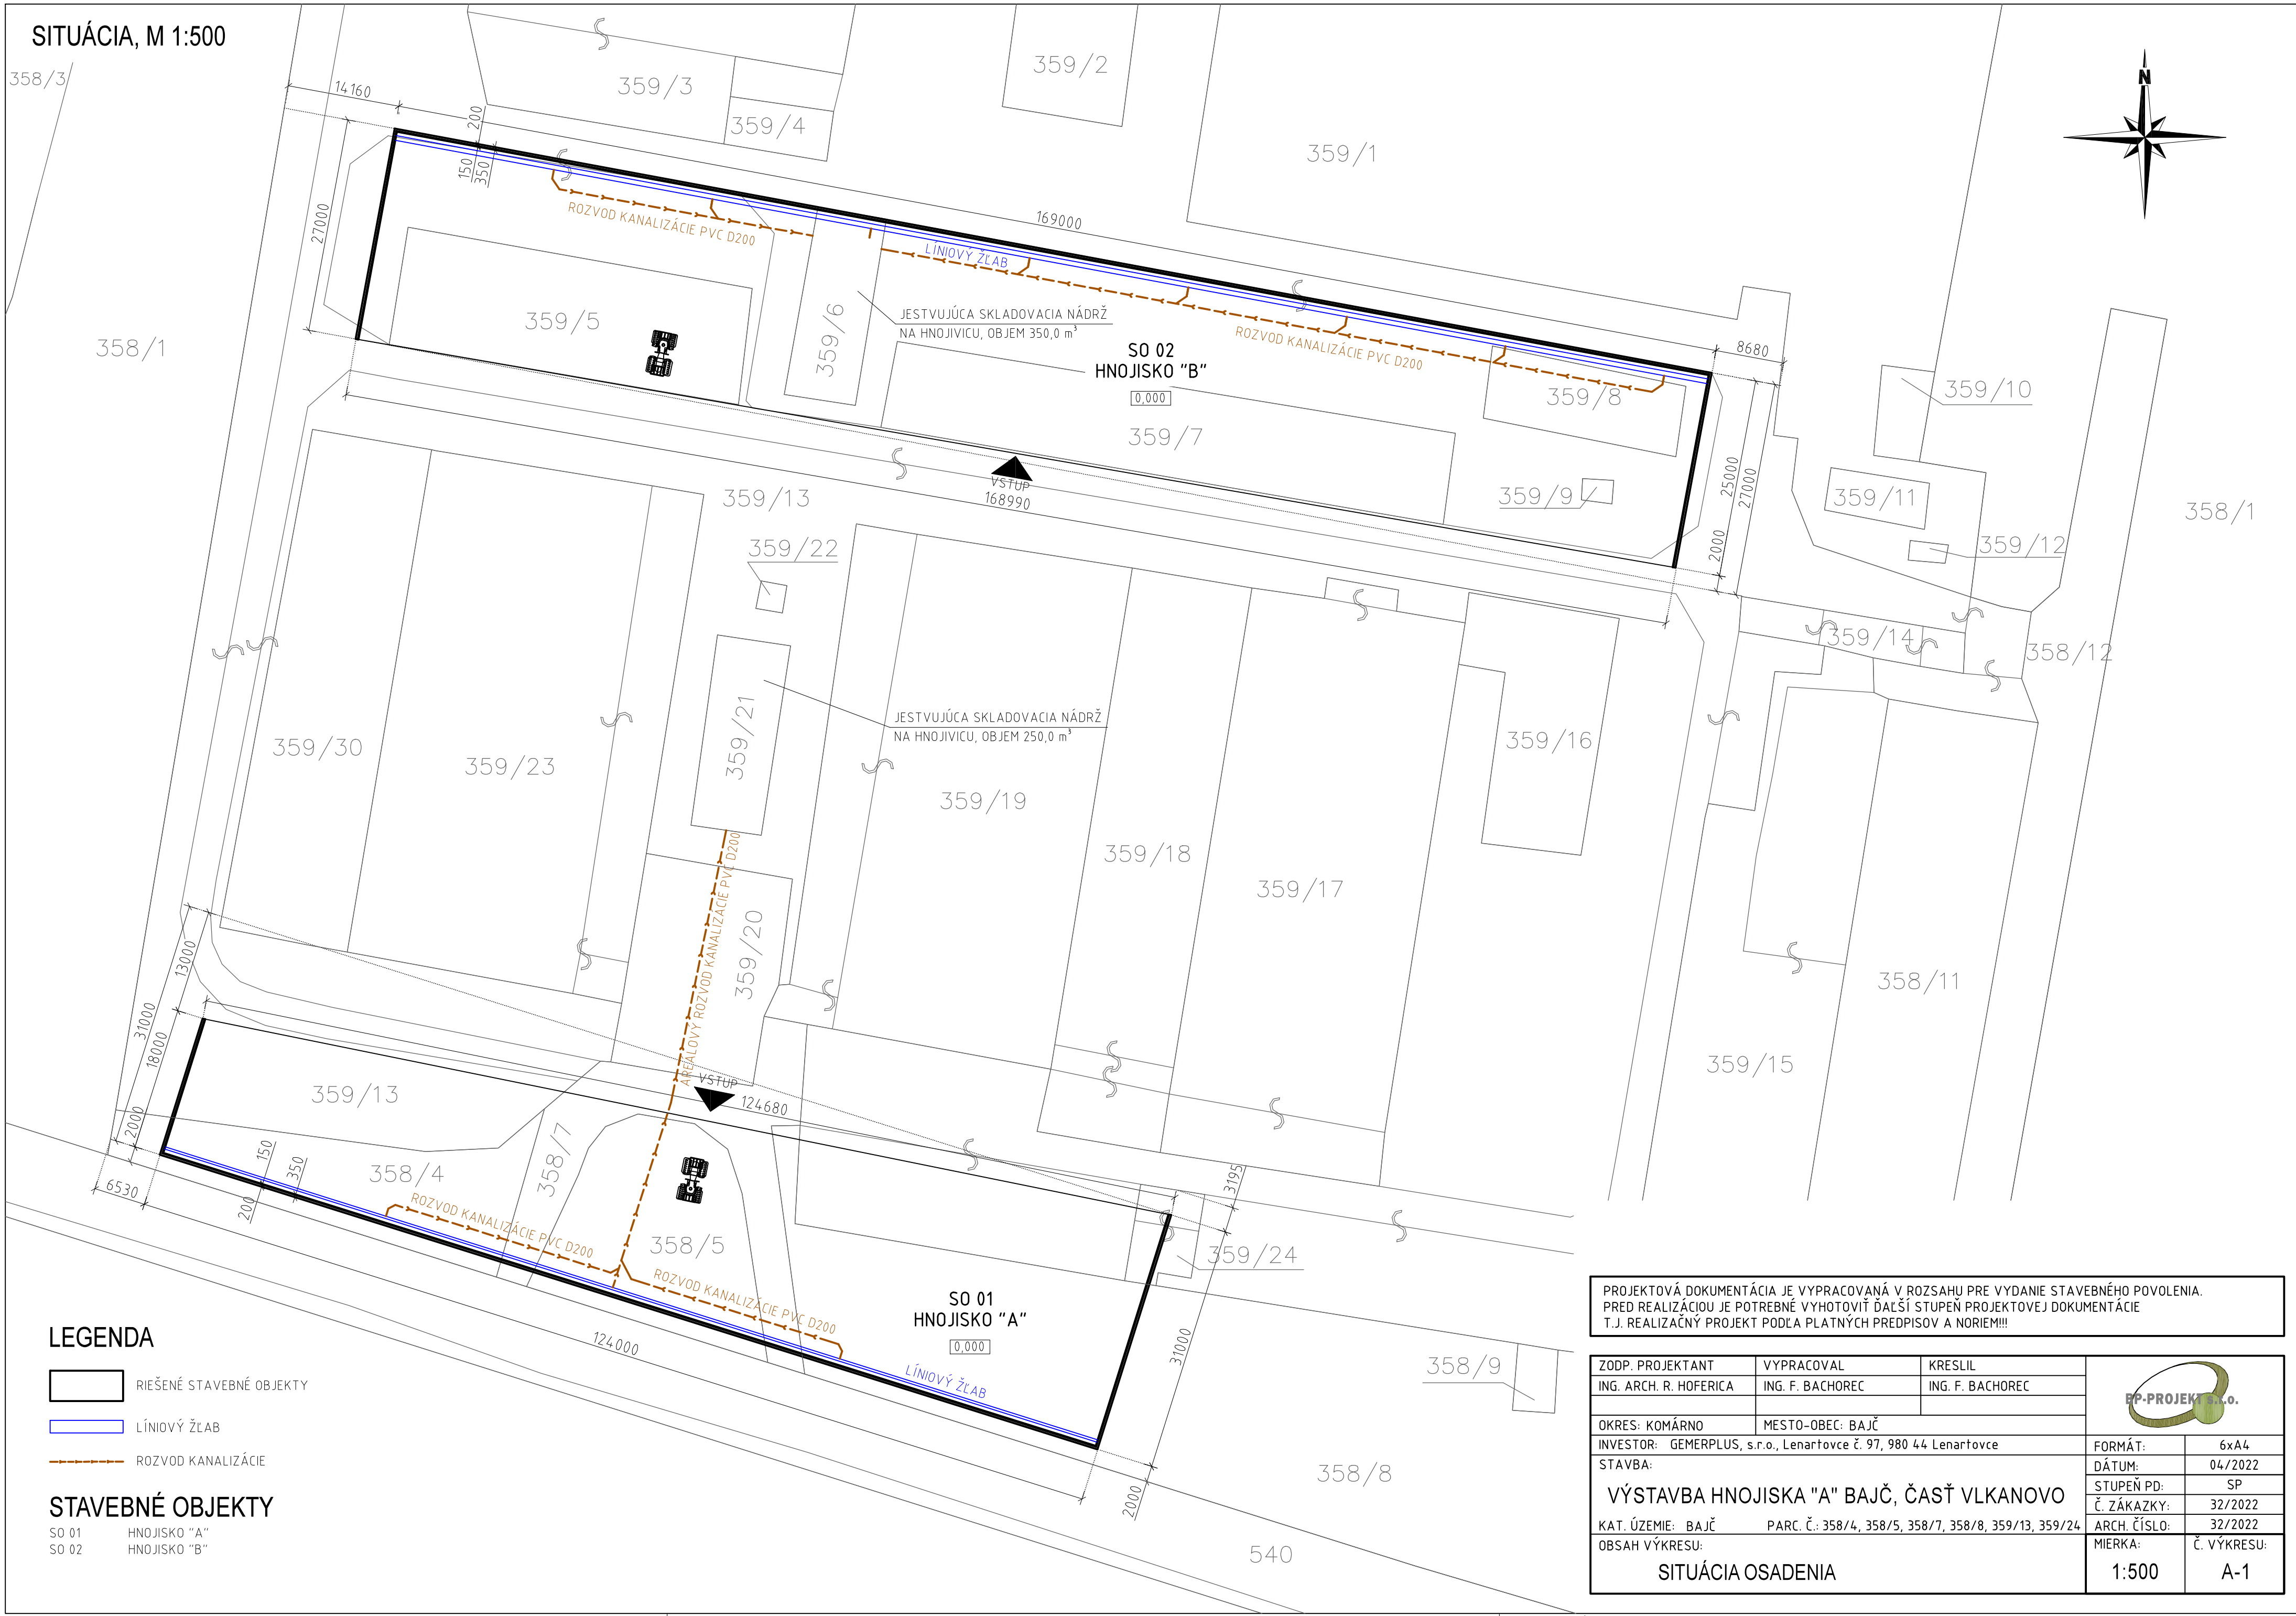 SITUÁCIA, M 1:500
358/3
359/3
359/4
359/2
359/1
N
14160
200
150
350
27000
169000
ROZVOD KANALIZÁCIE PVC D200
LÍNIOVÝ ŽĽAB
359/5
359/6
JESTVUJÚCA SKLADOVACIA NÁDRŽ
NA HNOJIVICU, OBJEM 350,0 m³
ROZVOD KANALIZÁCIE PVC D200
SO 02
HNOJISKO "B"
0,000
8680
358/1
359/7
359/8
359/9
359/10
359/11
359/12
358/1
25000
27000
2000
VSTUP
168990
359/13
359/22
359/14
358/12
359/21
JESTVUJÚCA SKLADOVACIA NÁDRŽ
NA HNOJIVICU, OBJEM 250,0 m³
359/30
359/23
359/19
359/18
359/17
359/16
AREÁLOVÝ ROZVOD KANALIZÁCIE PVC D200
359/20
358/11
359/15
13000
31000
18000
2000
359/13
VSTUP
124680
358/7
358/4
358/5
150
350
200
6530
ROZVOD KANALIZÁCIE PVC D200
ROZVOD KANALIZÁCIE PVC D200
3195
359/24
SO 01
HNOJISKO "A"
0,000
31000
124000
LÍNIOVÝ ŽĽAB
358/9
358/8
2000
540
LEGENDA
RIEŠENÉ STAVEBNÉ OBJEKTY
LÍNIOVÝ ŽĽAB
ROZVOD KANALIZÁCIE
STAVEBNÉ OBJEKTY
SO 01 HNOJISKO "A"
SO 02 HNOJISKO "B"
PROJEKTOVÁ DOKUMENTÁCIA JE VYPRACOVANÁ V ROZSAHU PRE VYDANIE STAVEBNÉHO POVOLENIA.
PRED REALIZÁCIOU JE POTREBNÉ VYHOTOVIŤ ĎALŠÍ STUPEŇ PROJEKTOVEJ DOKUMENTÁCIE
T.J. REALIZAČNÝ PROJEKT PODĽA PLATNÝCH PREDPISOV A NORIEM!!!
ZODP. PROJEKTANT VYPRACOVAL KRESLIL
ING. ARCH. R. HOFERICA ING. F. BACHOREC ING. F. BACHOREC
EP-PROJEKT s.r.o.
OKRES: KOMÁRNO MESTO-OBEC: BAJČ
INVESTOR: GEMERPLUS, s.r.o., Lenartovce č. 97, 980 44 Lenartovce
FORMÁT: 6xA4
STAVBA:
DÁTUM: 04/2022
VÝSTAVBA HNOJISKA "A" BAJČ, ČASŤ VLKANOVO
STUPEŇ PD: SP
Č. ZÁKAZKY: 32/2022
KAT. ÚZEMIE: BAJČ PARC. Č.: 358/4, 358/5, 358/7, 358/8, 359/13, 359/24
ARCH. ČÍSLO: 32/2022
OBSAH VÝKRESU:
SITUÁCIA OSADENIA
MIERKA: Č. VÝKRESU:
1:500 A-1